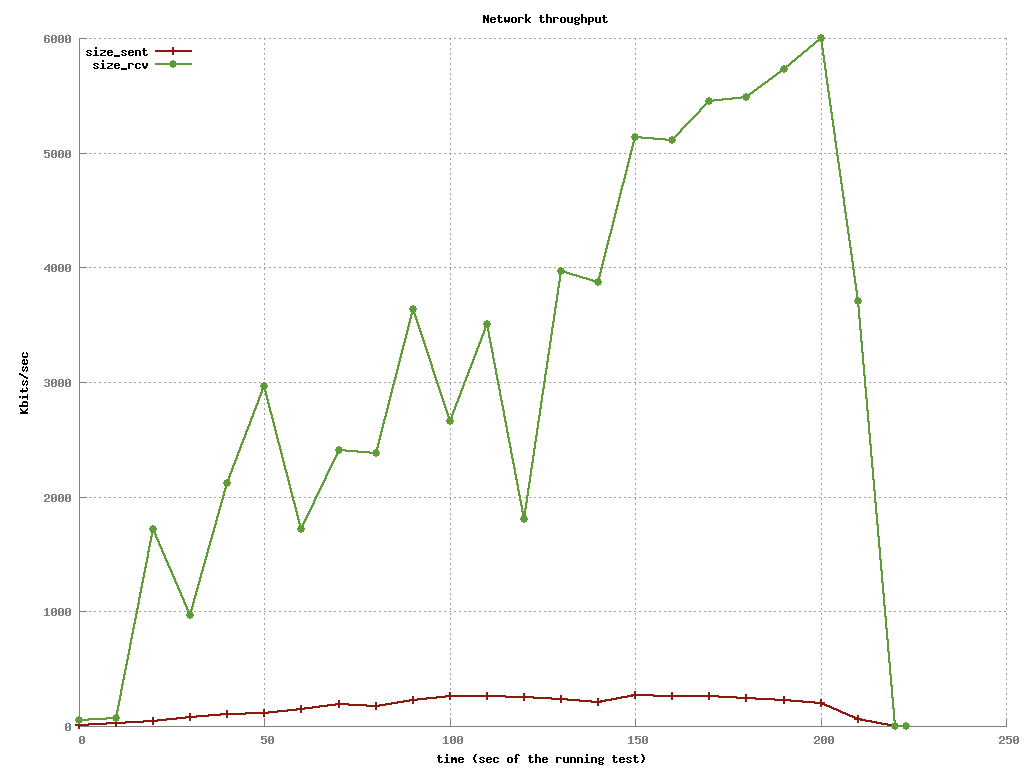 Network throughput
size_sent
size_rcv
6000
5000
4000
3000
2000
1000
0
Kbits/sec
0 50 100 150 200 250
time (sec of the running test)